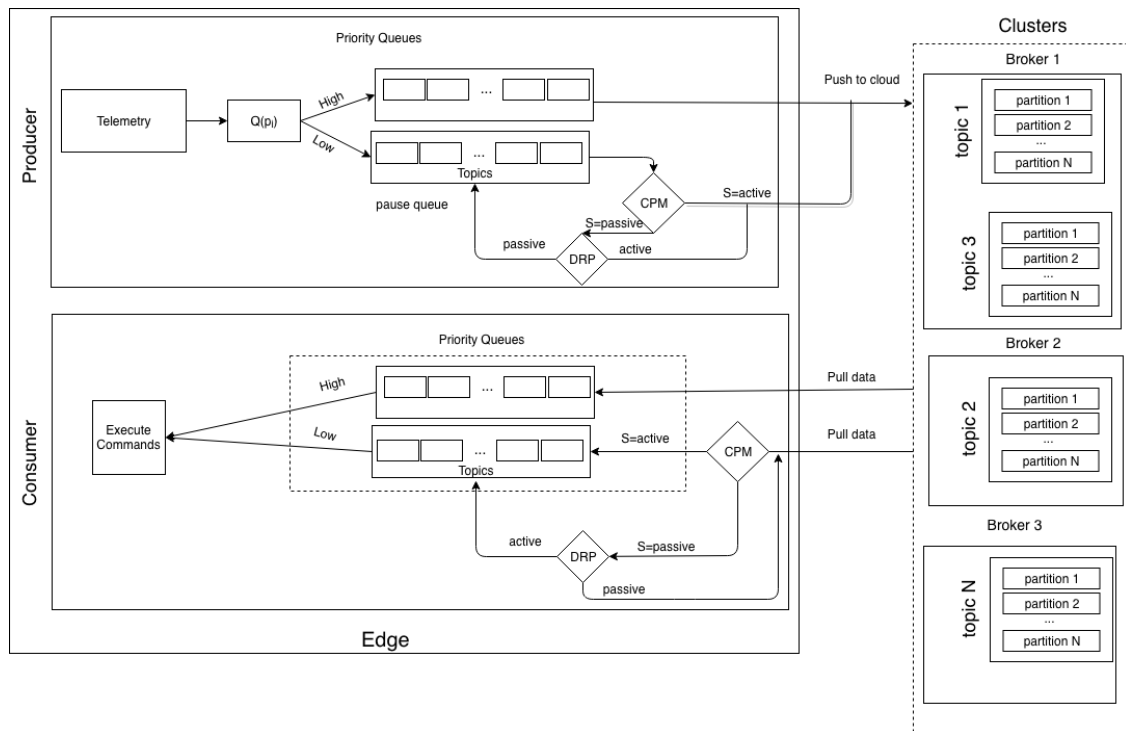 Clusters
Priority Queues
Broker 1
Push to cloud
High
...
topic 1
partition 1
Telemetry
Q(pi)
partition 2
Low
...
...
partition N
Topics
Producer
pause queue
CPM
S=active
S=passive
passive
DRP
active
topic 3
partition 1
partition 2
...
partition N
Priority Queues
Broker 2
High
...
Pull data
topic 2
partition 1
Execute
Commands
partition 2
Low
...
S=active
CPM
Pull data
...
partition N
Topics
Consumer
Broker 3
active
DRP
S=passive
passive
topic N
partition 1
partition 2
...
partition N
Edge